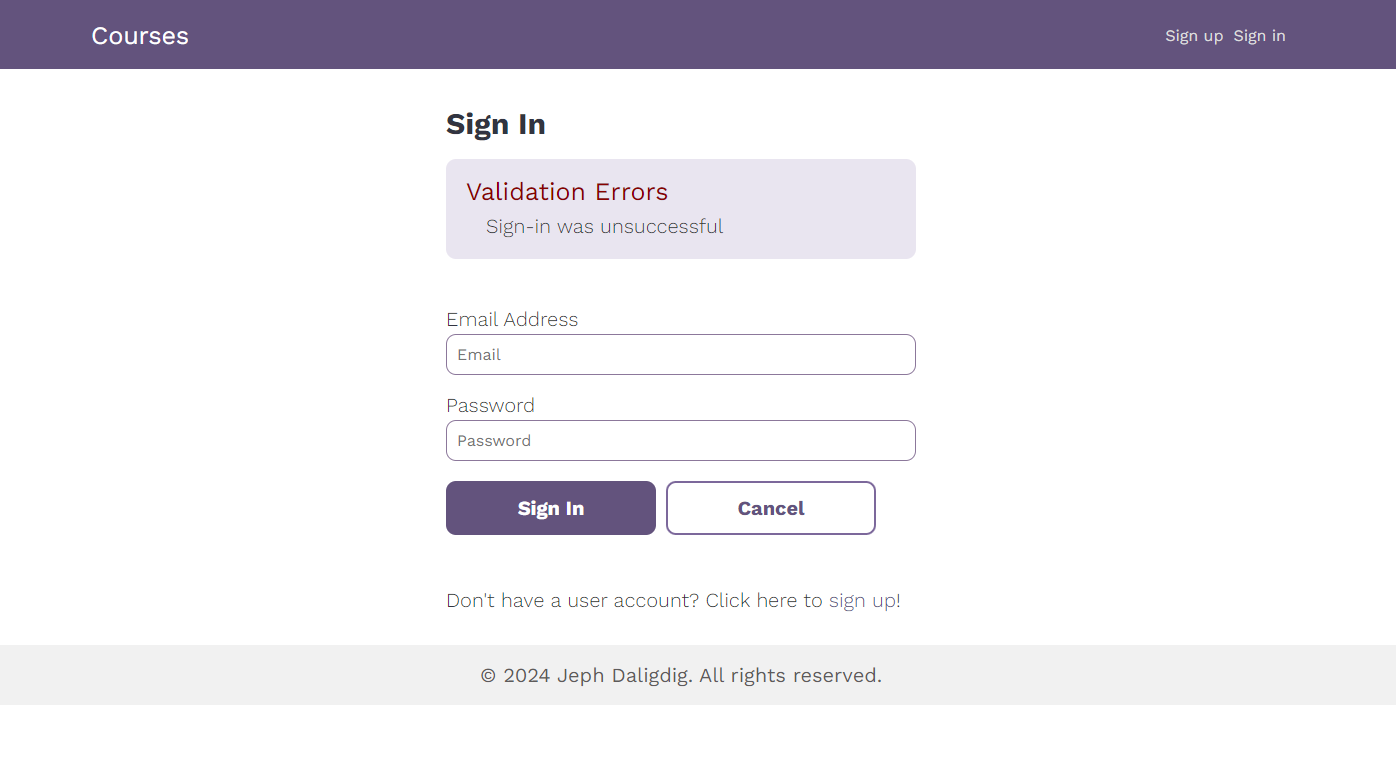 Courses
Sign up Sign in
Sign In
Validation Errors
Sign-in was unsuccessful
Email Address
Email
Password
Password
Sign In
Cancel
Don't have a user account? Click here to sign up!
© 2024 Jeph Daligdig. All rights reserved.